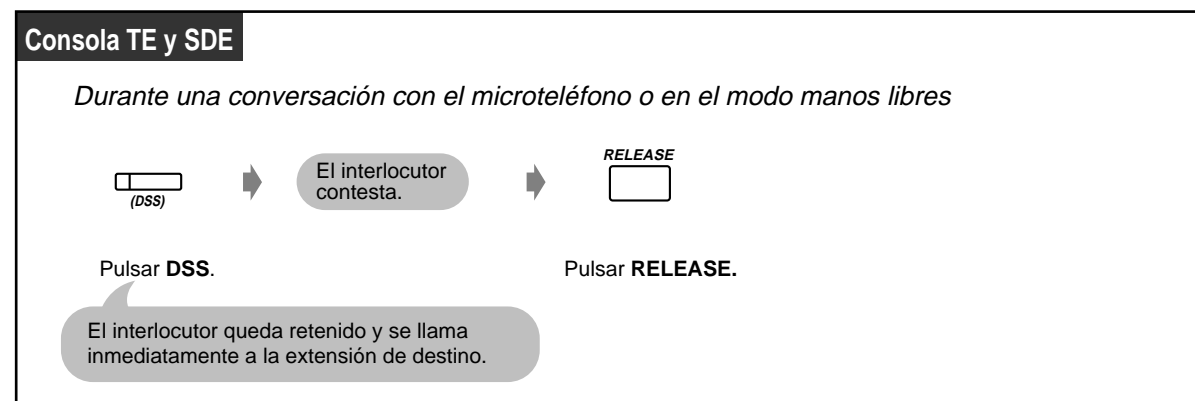 Consola TE y SDE
Durante una conversación con el microteléfono o en el modo manos libres
(DSS)
El interlocutor
contesta.
RELEASE
Pulsar DSS.
Pulsar RELEASE.
El interlocutor queda retenido y se llama
inmediatamente a la extensión de destino.